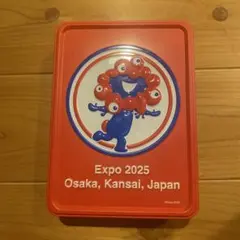 Expo 2025
Osaka, Kansai, Japan